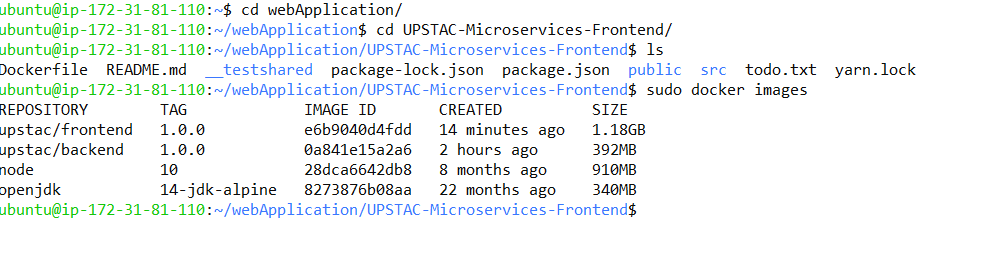 ubuntu@ip-172-31-81-110:~$ cd webApplication/
ubuntu@ip-172-31-81-110:~/webApplication$ cd UPSTAC-Microservices-Frontend/
ubuntu@ip-172-31-81-110:~/webApplication/UPSTAC-Microservices-Frontend$ ls
Dockerfile  README.md  __testshared  package-lock.json  package.json  public  src  todo.txt  yarn.lock
ubuntu@ip-172-31-81-110:~/webApplication/UPSTAC-Microservices-Frontend$ sudo docker images
REPOSITORY        TAG             IMAGE ID       CREATED          SIZE
upstac/frontend   1.0.0           e6b9040d4fdd   14 minutes ago   1.18GB
upstac/backend    1.0.0           0a841e15a2a6   2 hours ago      392MB
node              10              28dca6642db8   8 months ago     910MB
openjdk           14-jdk-alpine   8273876b08aa   22 months ago    340MB
ubuntu@ip-172-31-81-110:~/webApplication/UPSTAC-Microservices-Frontend$